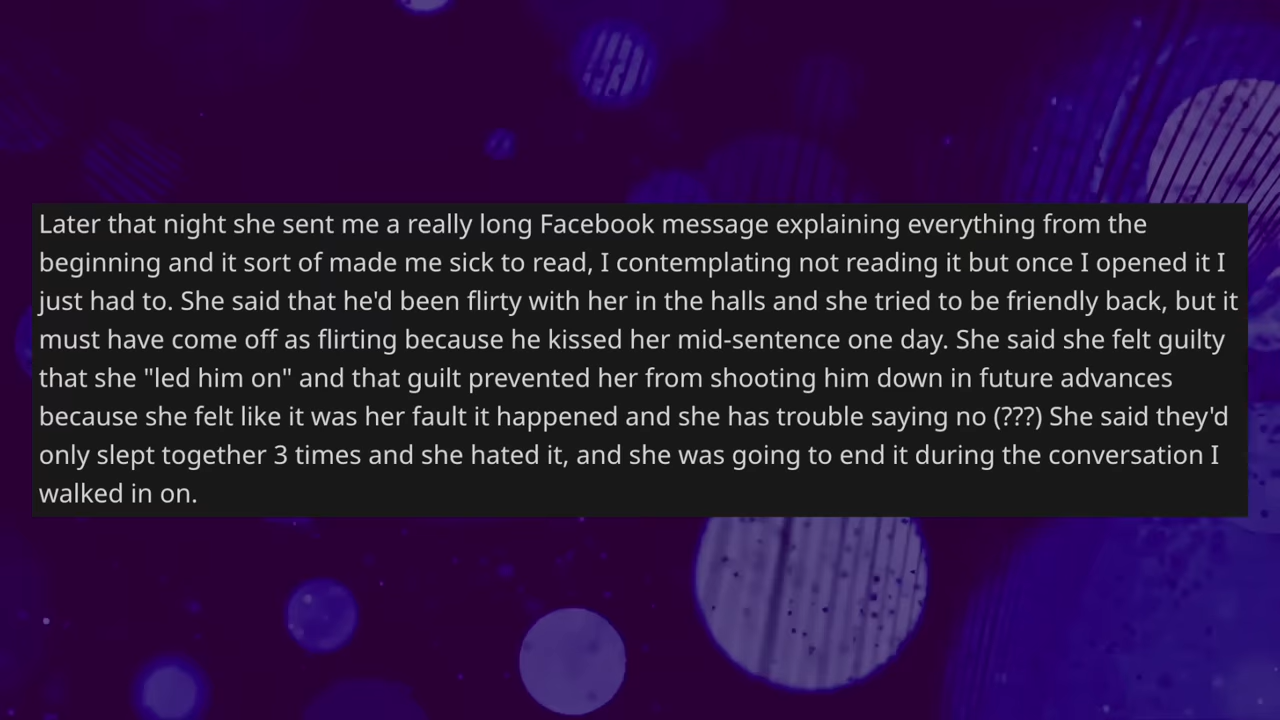 Later that night she sent me a really long Facebook message explaining everything from the
beginning and it sort of made me sick to read, I contemplating not reading it but once I opened it I
just had to. She said that he'd been flirty with her in the halls and she tried to be friendly back, but it
must have come off as flirting because he kissed her mid-sentence one day. She said she felt guilty
that she "led him on" and that guilt prevented her from shooting him down in future advances
because she felt like it was her fault it happened and she has trouble saying no (???) She said they'd
only slept together 3 times and she hated it, and she was going to end it during the conversation I
walked in on.